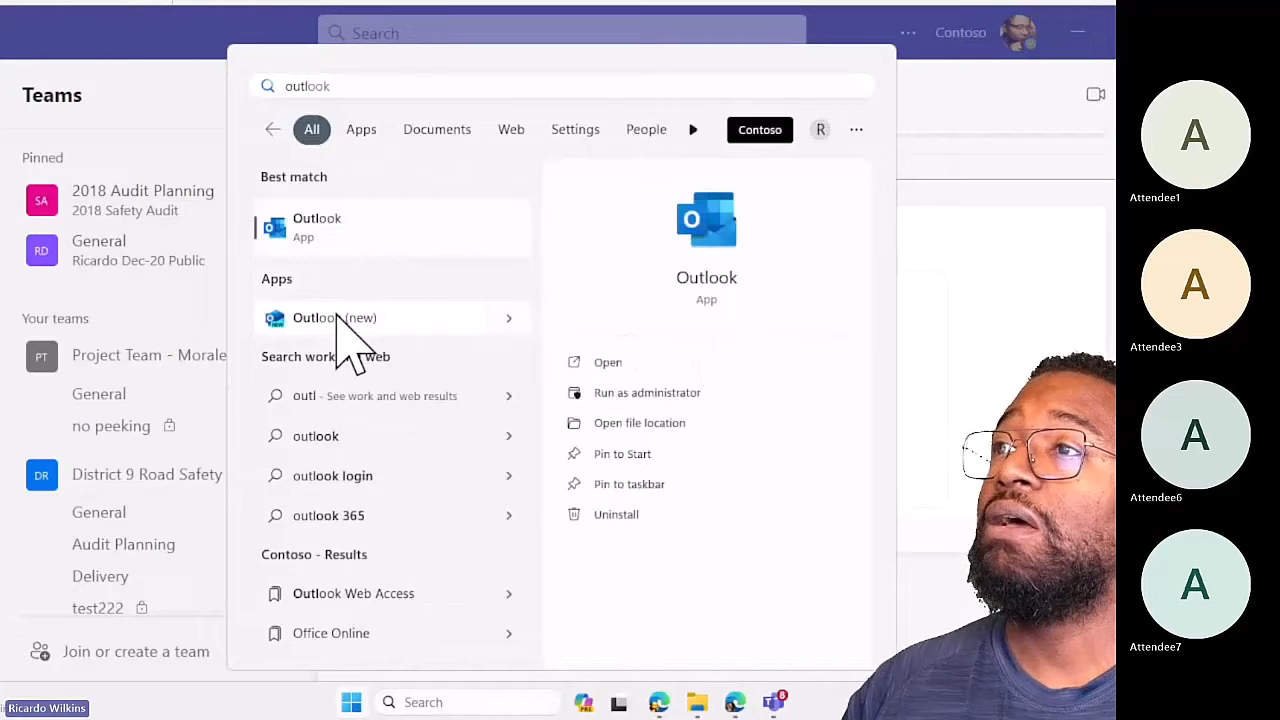 Search
Contoso
outlook
Teams
All
Apps
Documents
Web
Settings
People
Contoso
R
Pinned
SA
2018 Audit Planning
2018 Safety Audit
RD
General
Ricardo Dec-20 Public
Your teams
PT
Project Team - Morale
General
no peeking
DR
District 9 Road Safety
General
Audit Planning
Delivery
test222
Join or create a team
Best match
Outlook
App
Apps
Outlook (new)
Search work web
outl - See work and web results
outlook
outlook login
outlook 365
Contoso - Results
Outlook Web Access
Office Online
Outlook
App
Open
Run as administrator
Open file location
Pin to Start
Pin to taskbar
Uninstall
A
Attendee1
A
Attendee3
A
Attendee6
A
Attendee7
Ricardo Wilkins
Search
8